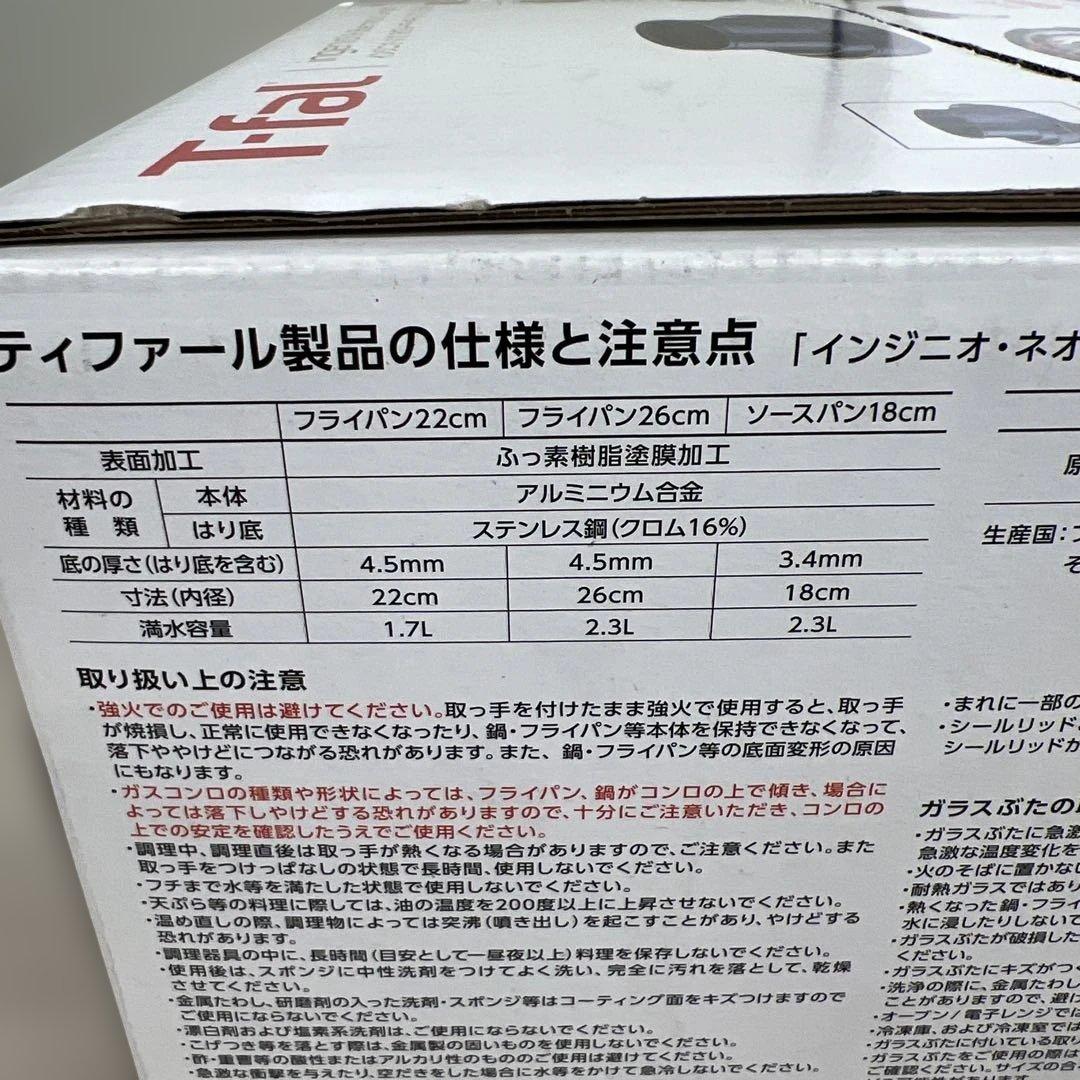 T-fal
ティファール製品の仕様と注意点 「インジニオ・ネオ
フライパン22cm フライパン26cm ソースパン18cm
表面加工 ふっ素樹脂塗膜加工
材料の種類 本体 アルミニウム合金
はり底 ステンレス鋼(クロム16%)
底の厚さ(はり底を含む) 4.5mm 4.5mm 3.4mm
寸法(内径) 22cm 26cm 18cm
満水容量 1.7L 2.3L 2.3L
取り扱い上の注意
・強火でのご使用は避けてください。取っ手を付けたまま強火で使用すると、取っ手
が焼損し、正常に使用できなくなったり、鍋・フライパン等本体を保持できなくなって、
落下ややけどにつながる恐れがあります。また、鍋・フライパン等の底面変形の原因
にもなります。
・ガスコンロの種類や形状によっては、フライパン、鍋がコンロの上で傾き、場合に
よっては落下しやけどする恐れがありますので、十分にご注意いただき、コンロの
上での安定を確認したうえでご使用ください。
・調理中、調理直後は取っ手が熱くなる場合がありますので、ご注意ください。また
取っ手をつけっぱなしの状態で長時間、使用しないでください。
・フチまで水等を満たした状態で使用しないでください。
・天ぷら等の料理に際しては、油の温度を200度以上に上昇させないでください。
・温め直しの際、調理物によっては突沸(噴き出し)を起こすことがあり、やけどする
恐れがあります。
・調理器具の中に、長時間(目安として一昼夜以上)料理を保存しないでください。
・使用後は、スポンジに中性洗剤をつけてよく洗い、完全に汚れを落として、乾燥
させてください。
・金属たわし、研磨剤の入った洗剤・スポンジ等はコーティング面をキズつけますので
ご使用にならないでください。
・漂白剤および塩素系洗剤は、ご使用にならないでください。
・こげつき等を落とす際は、金属製の固いものを使用しないでください。
・酢・重曹等の酸性またはアルカリ性のもののご使用は避けてください。
・急激な衝撃を与えたり、空だきをした場合に水等をかけて急冷しないでください。
原
生産国:フ
そ
・まれに一部の
・シールリッド
シールリッドが
ガラスぶたの
・ガラスぶたに急激
急激な温度変化を
・火のそばに置かない
・耐熱ガラスではあり
・熱くなった鍋・フライ
水に浸したりしないで
・ガラスぶたが破損した
ください。
・ガラスぶたにキズがつく
・洗浄の際に、金属たわし
ことがありますので、避け
・オーブン/電子レンジでは
・冷凍庫、および冷凍室では
・ガラスぶたに付いている取り
・ガラスぶたをご使用の際は
ご確認ください。サイズの合